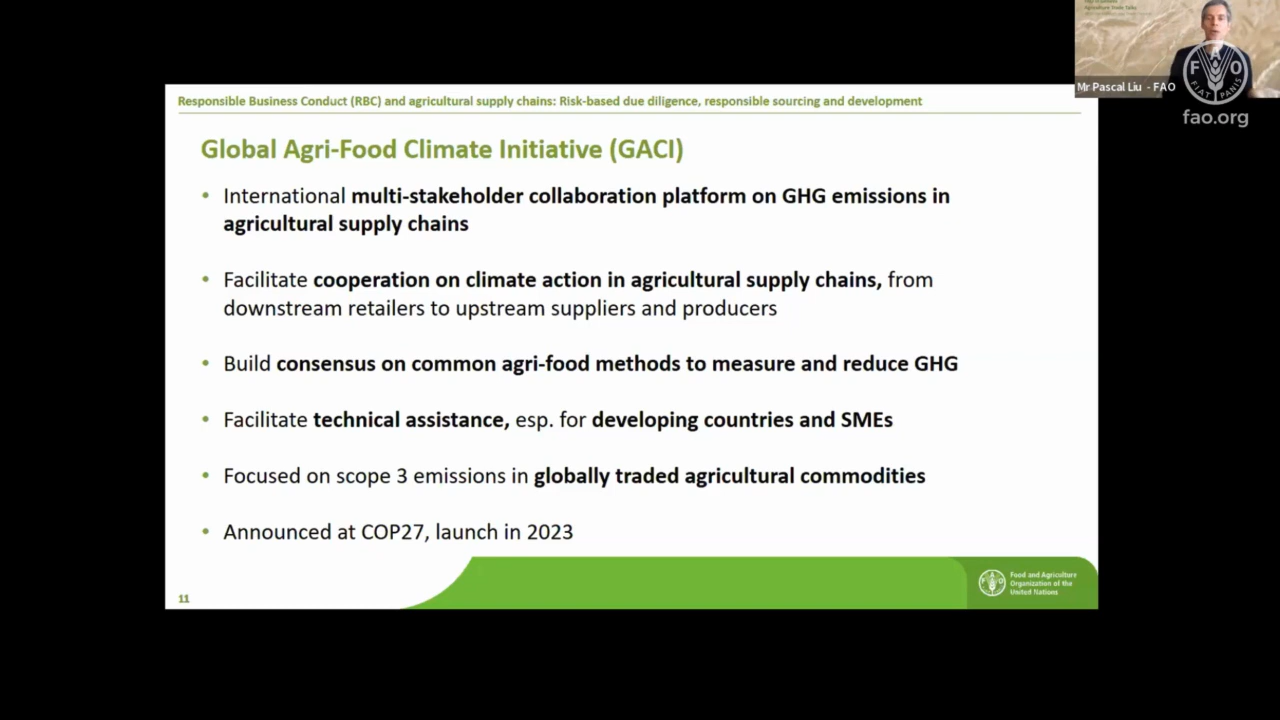 Agriculture Trade Talks
Mr Pascal Liu - FAO
F A O
FIAT PANIS
fao.org
Responsible Business Conduct (RBC) and agricultural supply chains: Risk-based due diligence, responsible sourcing and development
Global Agri-Food Climate Initiative (GACI)
• International multi-stakeholder collaboration platform on GHG emissions in
agricultural supply chains
• Facilitate cooperation on climate action in agricultural supply chains, from
downstream retailers to upstream suppliers and producers
• Build consensus on common agri-food methods to measure and reduce GHG
• Facilitate technical assistance, esp. for developing countries and SMEs
• Focused on scope 3 emissions in globally traded agricultural commodities
• Announced at COP27, launch in 2023
11
Food and Agriculture
Organization of the
United Nations